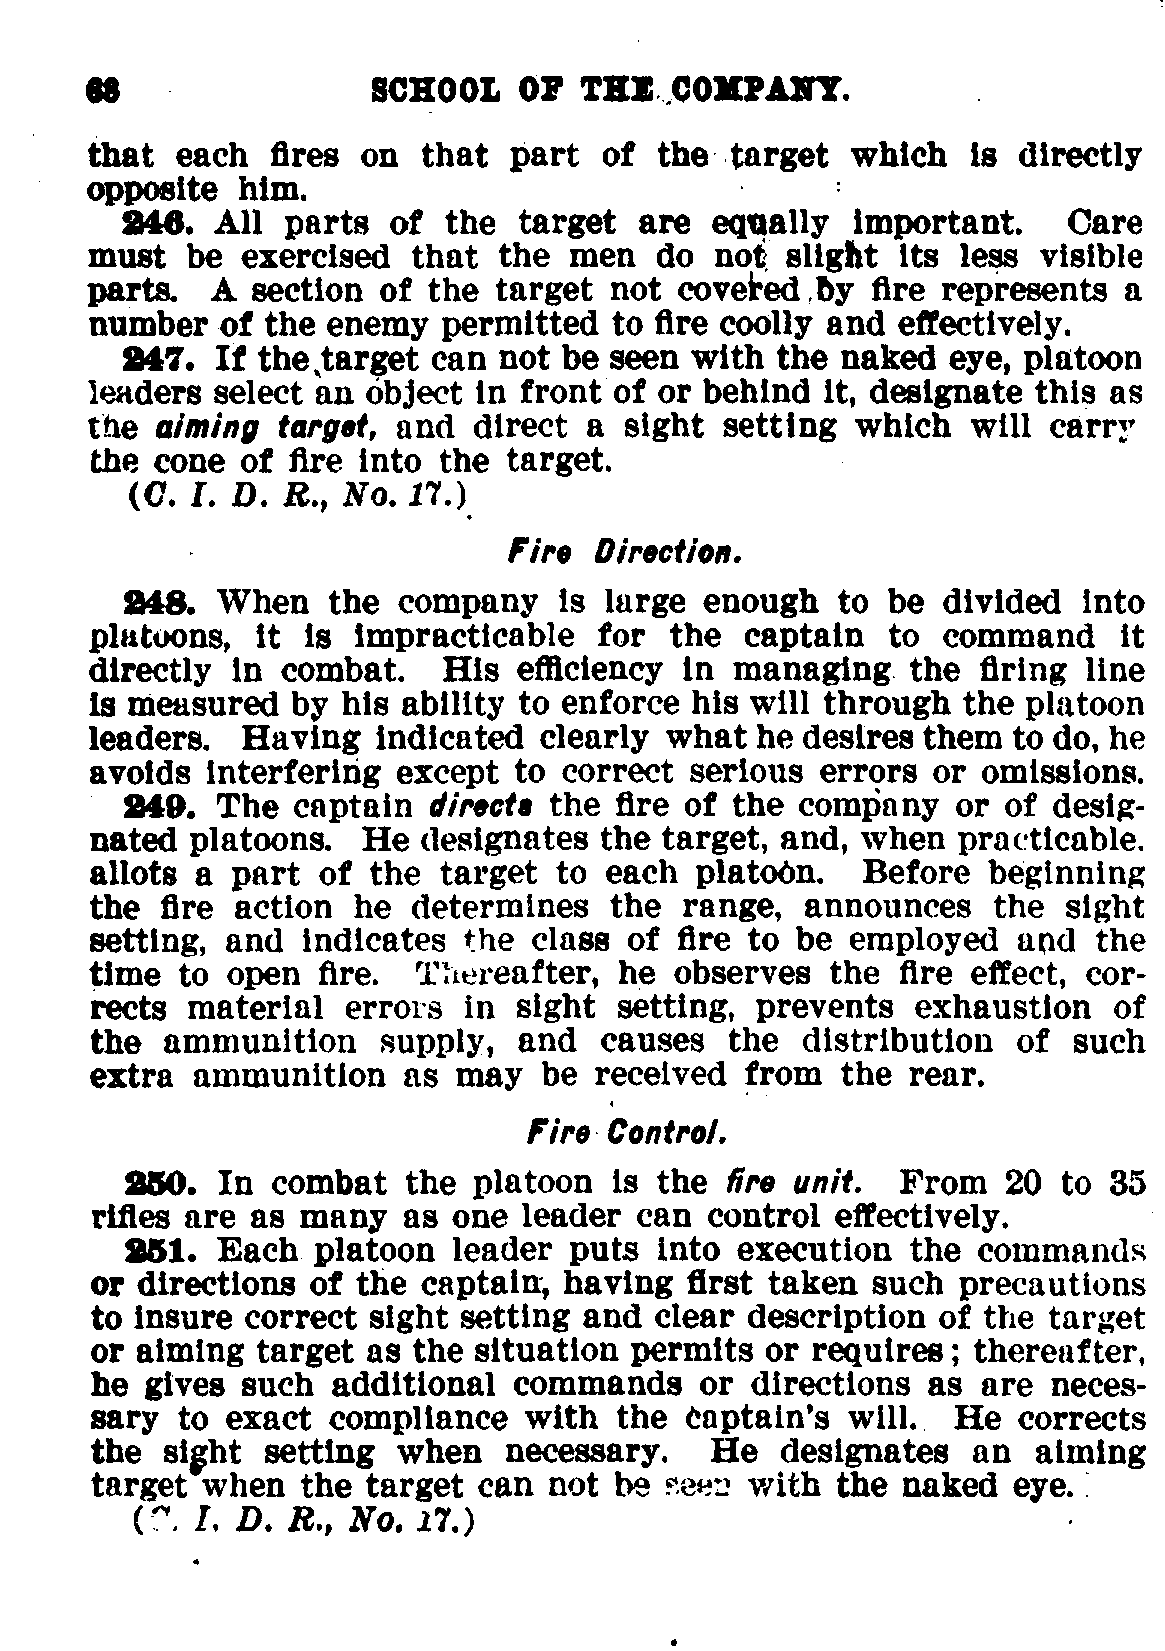 68 SCHOOL OF THE COMPANY.
that each fires on that part of the target which is directly
opposite him.
246. All parts of the target are equally important. Care
must be exercised that the men do not slight its less visible
parts. A section of the target not covered by fire represents a
number of the enemy permitted to fire coolly and effectively.
247. If the target can not be seen with the naked eye, platoon
leaders select an object in front of or behind it, designate this as
the aiming target, and direct a sight setting which will carry
the cone of fire into the target.
(C. I. D. R., No. 17.)
Fire Direction.
248. When the company is large enough to be divided into
platoons, it is impracticable for the captain to command it
directly in combat. His efficiency in managing the firing line
is measured by his ability to enforce his will through the platoon
leaders. Having indicated clearly what he desires them to do, he
avoids interfering except to correct serious errors or omissions.
249. The captain directs the fire of the company or of desig-
nated platoons. He designates the target, and, when practicable.
allots a part of the target to each platoon. Before beginning
the fire action he determines the range, announces the sight
setting, and indicates the class of fire to be employed and the
time to open fire. Thereafter, he observes the fire effect, cor-
rects material errors in sight setting, prevents exhaustion of
the ammunition supply, and causes the distribution of such
extra ammunition as may be received from the rear.
Fire Control.
250. In combat the platoon is the fire unit. From 20 to 35
rifles are as many as one leader can control effectively.
251. Each platoon leader puts into execution the commands
or directions of the captain, having first taken such precautions
to insure correct sight setting and clear description of the target
or aiming target as the situation permits or requires; thereafter,
he gives such additional commands or directions as are neces-
sary to exact compliance with the captain's will. He corrects
the sight setting when necessary. He designates an aiming
target when the target can not be seen with the naked eye.
(C. I. D. R., No. 17.)